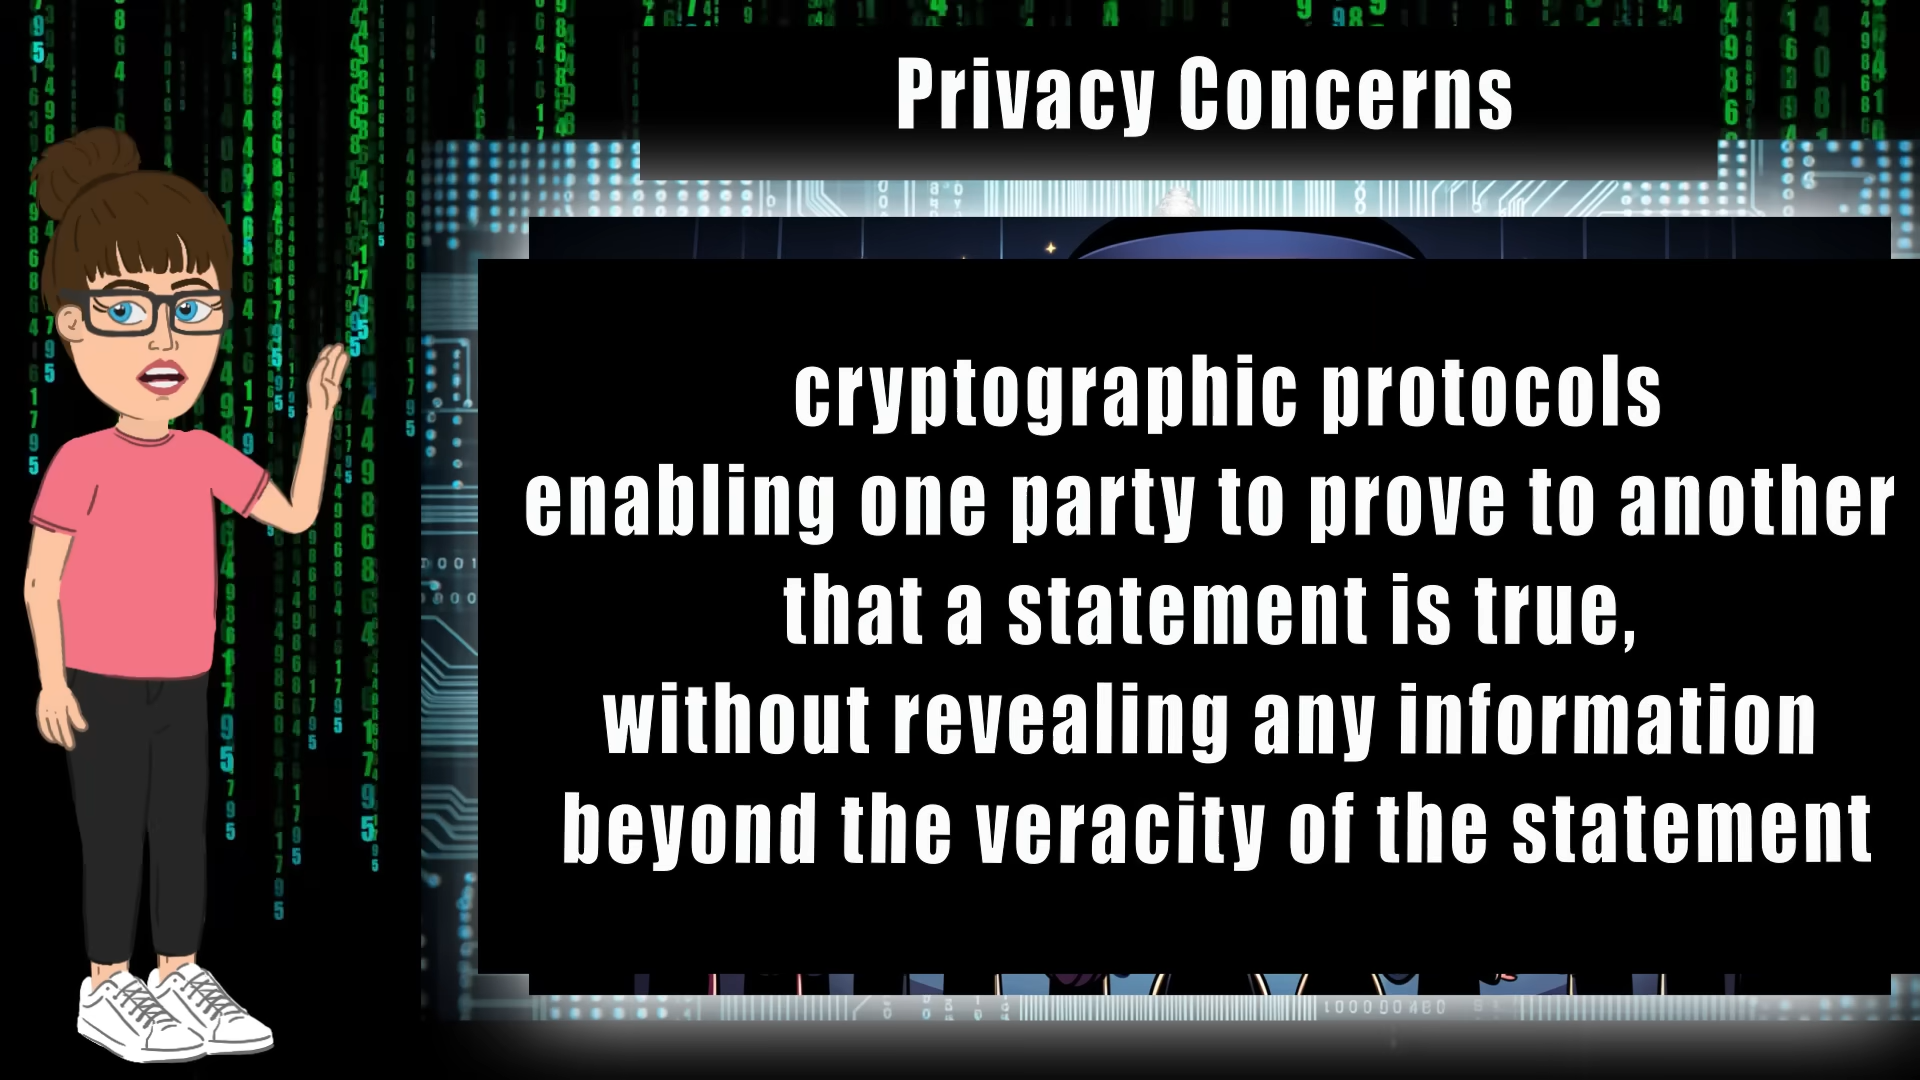 Privacy Concerns
cryptographic protocols
enabling one party to prove to another
that a statement is true,
without revealing any information
beyond the veracity of the statement